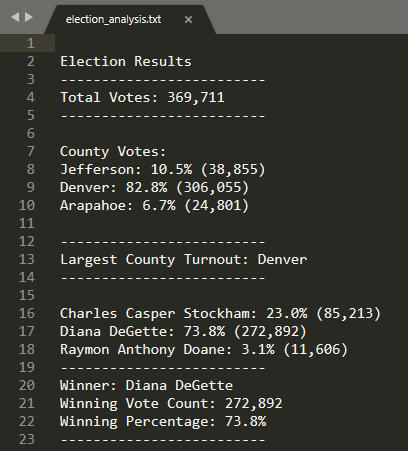 election_analysis.txt ×
1
2 Election Results
3 -------------------------
4 Total Votes: 369,711
5 -------------------------
6
7 County Votes:
8 Jefferson: 10.5% (38,855)
9 Denver: 82.8% (306,055)
10 Arapahoe: 6.7% (24,801)
11
12 -------------------------
13 Largest County Turnout: Denver
14 -------------------------
15
16 Charles Casper Stockham: 23.0% (85,213)
17 Diana DeGette: 73.8% (272,892)
18 Raymon Anthony Doane: 3.1% (11,606)
19 -------------------------
20 Winner: Diana DeGette
21 Winning Vote Count: 272,892
22 Winning Percentage: 73.8%
23 -------------------------